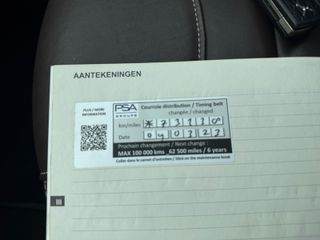 AANTEKENINGEN
PLUS / MORE
INFORMATION
PSA
GROUPE
Courroie distribution / Timing belt
changée / changed
km/miles 73130
Date 04 03 23
Prochain changement / Next change :
MAX 100 000 kms 62 500 miles / 6 years
Coller dans le carnet d'entretien / Stick on the maintenance book